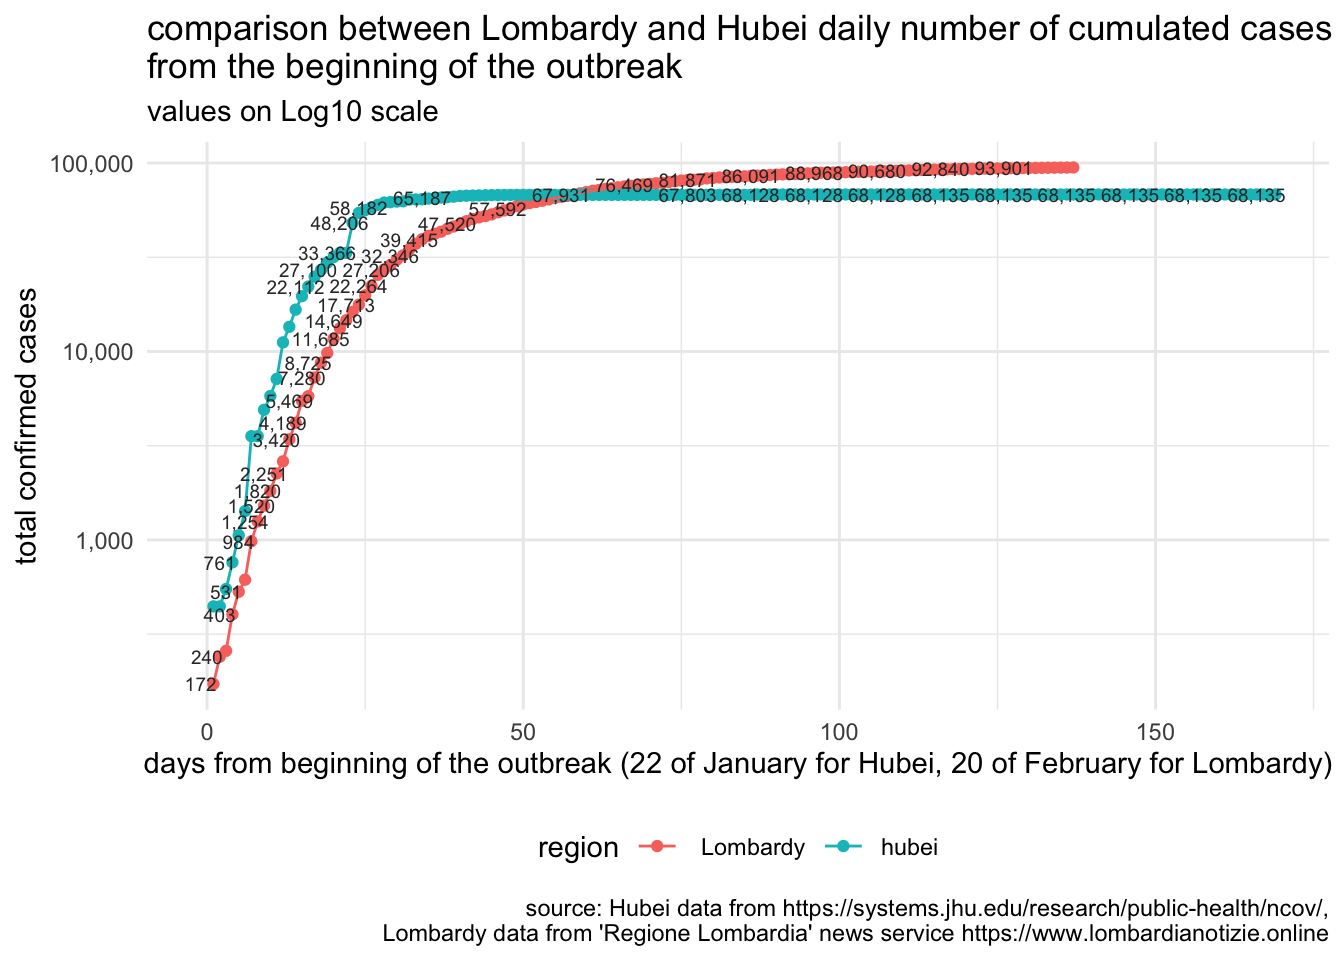 comparison between Lombardy and Hubei daily number of cumulated cases
from the beginning of the outbreak
values on Log10 scale
total confirmed cases
100,000
10,000
1,000
76,469 81,871 86,091 88,968 90,680 92,840 93,901
65,187 67,931 67,803 68,128 68,128 68,128 68,135 68,135 68,135 68,135 68,135
58,182 57,592
48,206 47,520
39,415
33,366 32,346
27,100 27,206
22,112 22,264
17,713
14,649
11,685
8,725
7,280
5,469
4,189
3,420
2,251
1,820
1,520
1,254
984
761
531
403
240
172
0 50 100 150
days from beginning of the outbreak (22 of January for Hubei, 20 of February for Lombardy)
region Lombardy hubei
source: Hubei data from https://systems.jhu.edu/research/public-health/ncov/,
Lombardy data from 'Regione Lombardia' news service https://www.lombardianotizie.online